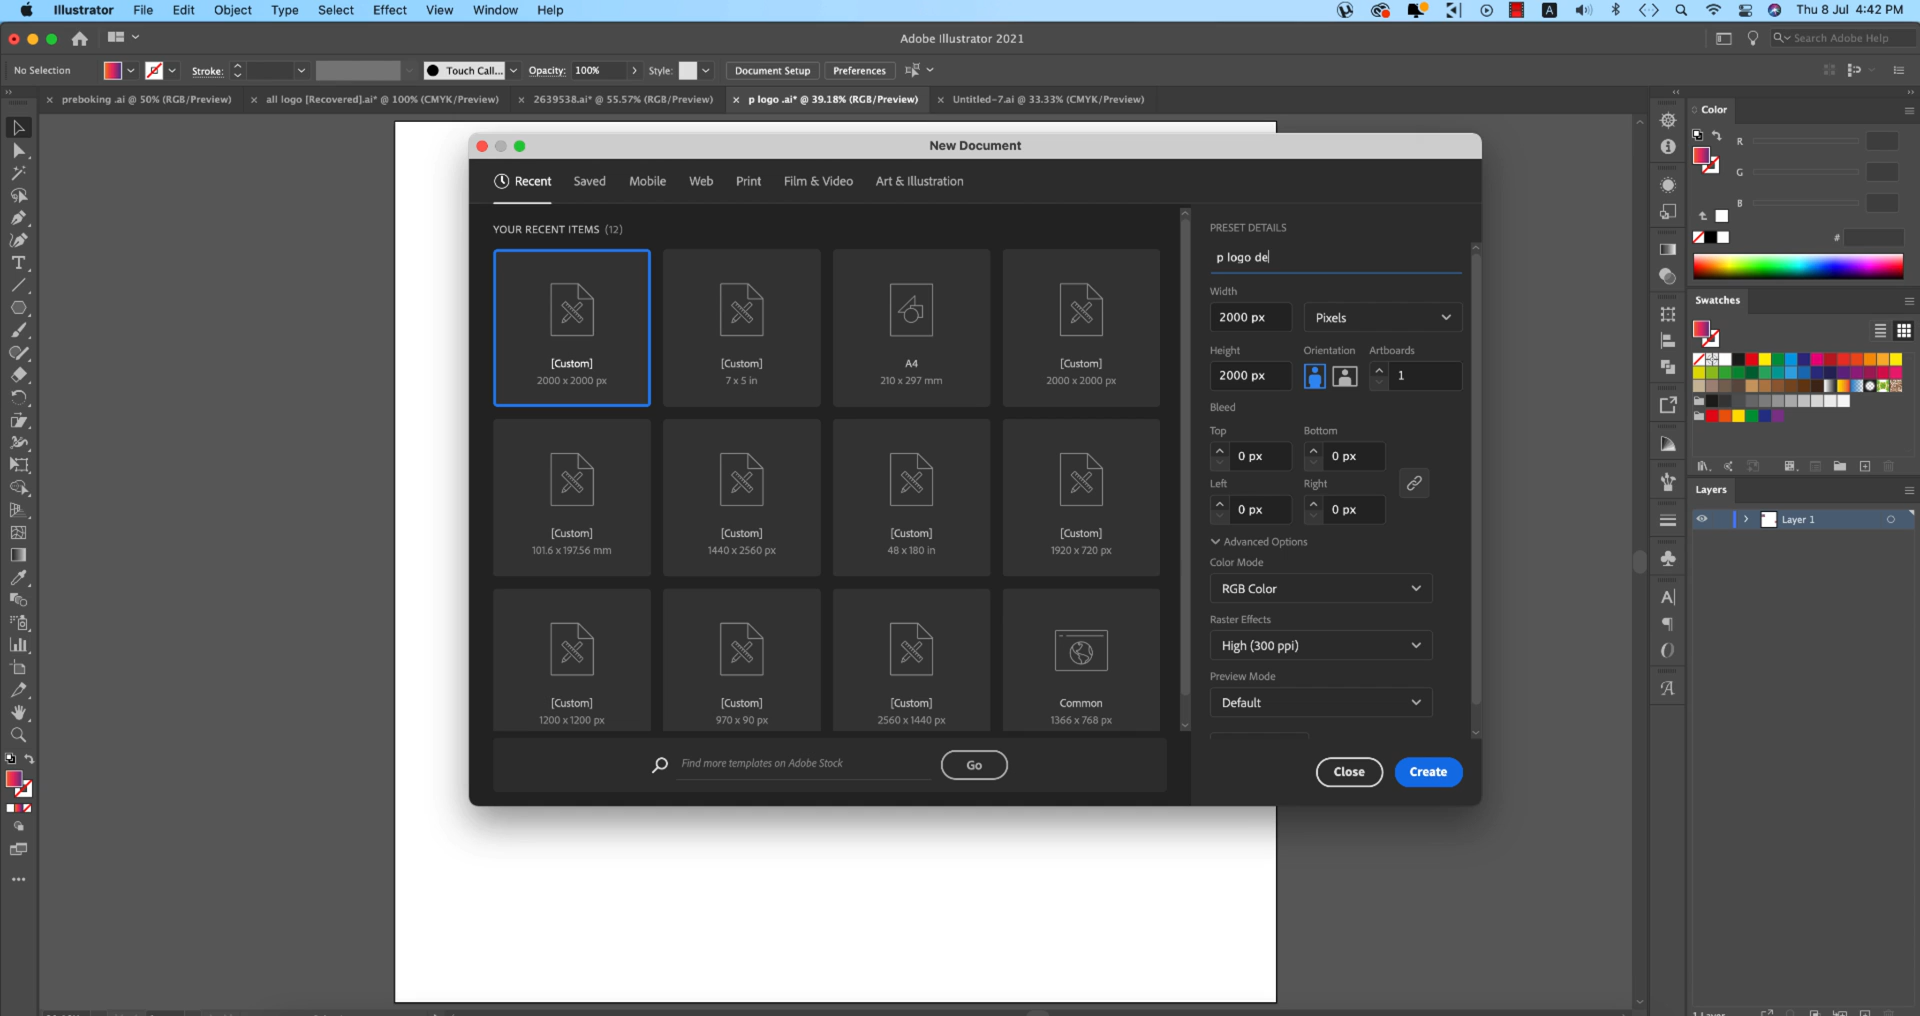 Illustrator File Edit Object Type Select Effect View Window Help
A Thu 8 Jul 4:42 PM
Adobe Illustrator 2021
Search Adobe Help
No Selection Stroke: Touch Call... Opacity: 100% Style: Document Setup Preferences
preboking .ai @ 50% (RGB/Preview)
all logo [Recovered].ai* @ 100% (CMYK/Preview)
2639538.ai* @ 55.57% (RGB/Preview)
p logo .ai* @ 39.18% (RGB/Preview)
Untitled-7.ai @ 33.33% (CMYK/Preview)
New Document
Recent Saved Mobile Web Print Film & Video Art & Illustration
YOUR RECENT ITEMS (12)
[Custom]
2000 x 2000 px
[Custom]
7 x 5 in
A4
210 x 297 mm
[Custom]
2000 x 2000 px
[Custom]
101.6 x 197.56 mm
[Custom]
1440 x 2560 px
[Custom]
48 x 180 in
[Custom]
1920 x 720 px
[Custom]
1200 x 1200 px
[Custom]
970 x 90 px
[Custom]
2560 x 1440 px
Common
1366 x 768 px
Find more templates on Adobe Stock
Go
PRESET DETAILS
p logo de
Width
2000 px Pixels
Height Orientation Artboards
2000 px 1
Bleed
Top Bottom
0 px 0 px
Left Right
0 px 0 px
Advanced Options
Color Mode
RGB Color
Raster Effects
High (300 ppi)
Preview Mode
Default
Close Create
Color
R
G
B
#
Swatches
Layers
Layer 1